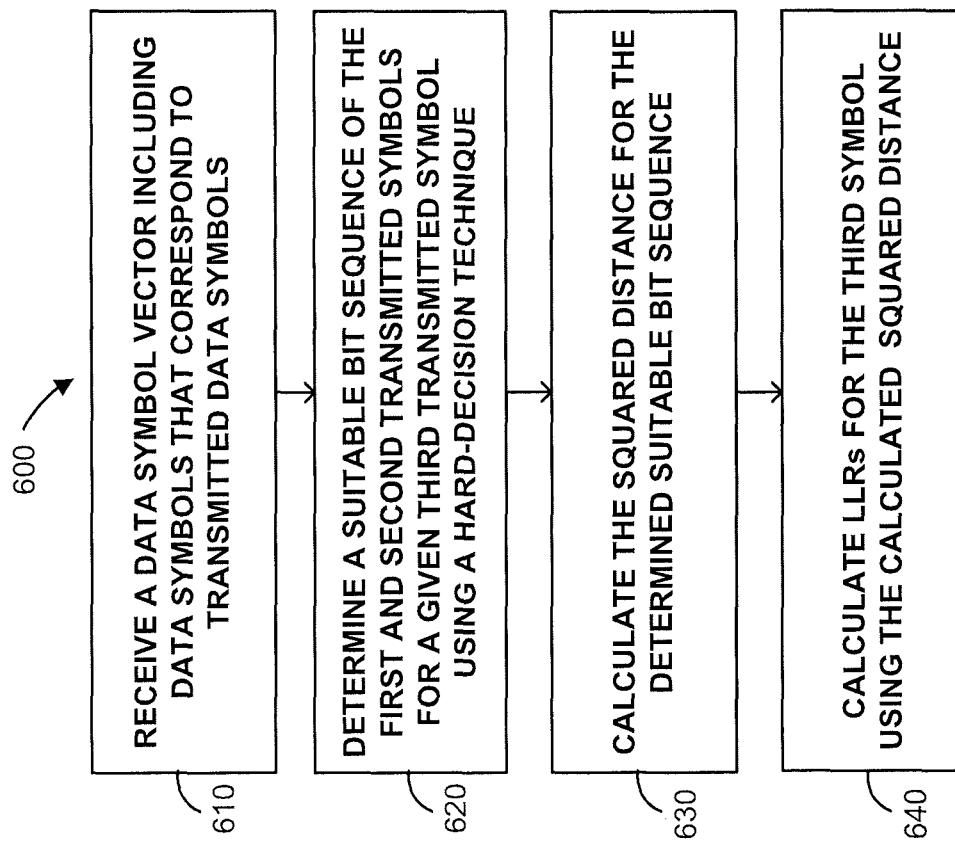 600
RECEIVE A DATA SYMBOL VECTOR INCLUDING
DATA SYMBOLS THAT CORRESPOND TO
TRANSMITTED DATA SYMBOLS
610
DETERMINE A SUITABLE BIT SEQUENCE OF THE
FIRST AND SECOND TRANSMITTED SYMBOLS
FOR A GIVEN THIRD TRANSMITTED SYMBOL
USING A HARD-DECISION TECHNIQUE
620
CALCULATE THE SQUARED DISTANCE FOR THE
DETERMINED SUITABLE BIT SEQUENCE
630
CALCULATE LLRs FOR THE THIRD SYMBOL
USING THE CALCULATED SQUARED DISTANCE
640